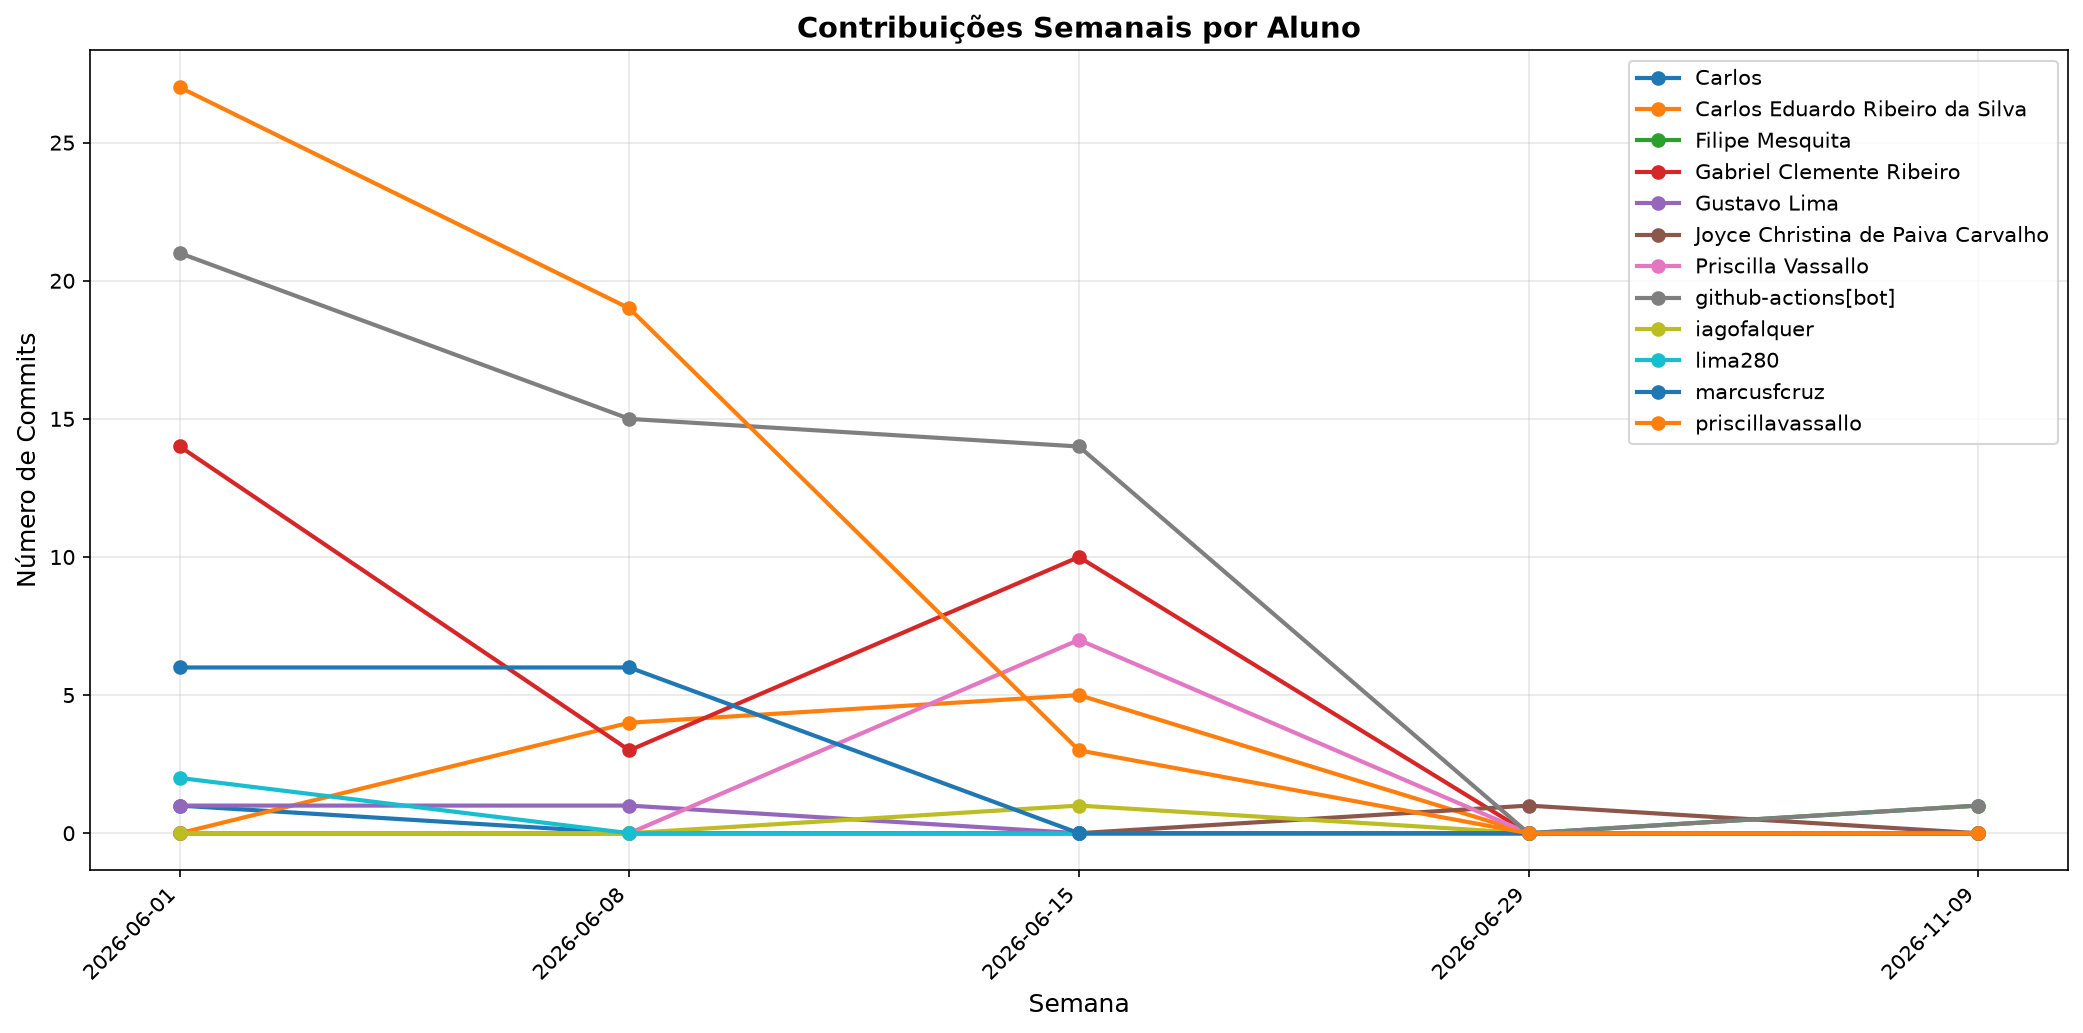 Contribuições Semanais por Aluno
Número de Commits
25
20
15
10
5
0
Carlos
Carlos Eduardo Ribeiro da Silva
Filipe Mesquita
Gabriel Clemente Ribeiro
Gustavo Lima
Joyce Christina de Paiva Carvalho
Priscilla Vassallo
github-actions[bot]
iagofalquer
lima280
marcusfcruz
priscillavassallo
2026-06-01
2026-06-08
2026-06-15
2026-06-29
2026-11-09
Semana